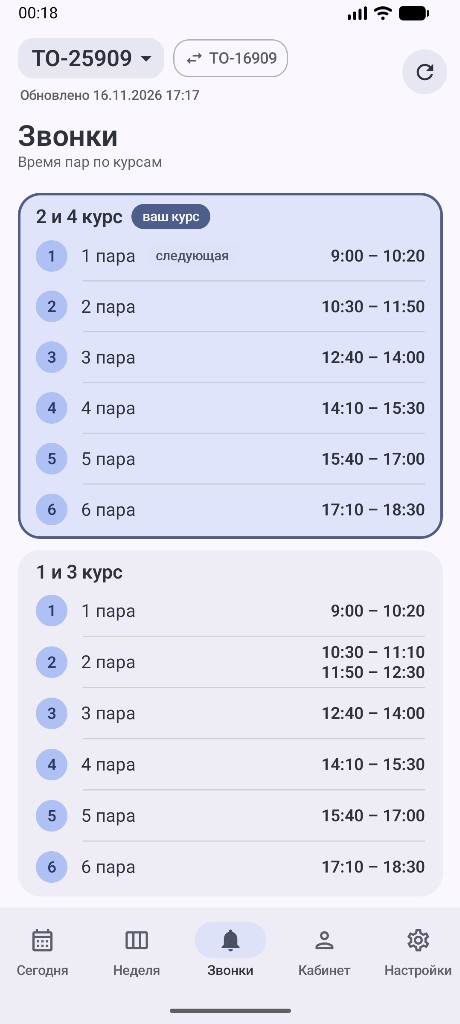 00:18
ТО-25909
ТО-16909
Обновлено 16.11.2026 17:17
Звонки
Время пар по курсам
2 и 4 курс ваш курс
1 1 пара следующая 9:00 – 10:20
2 2 пара 10:30 – 11:50
3 3 пара 12:40 – 14:00
4 4 пара 14:10 – 15:30
5 5 пара 15:40 – 17:00
6 6 пара 17:10 – 18:30
1 и 3 курс
1 1 пара 9:00 – 10:20
2 2 пара 10:30 – 11:10
11:50 – 12:30
3 3 пара 12:40 – 14:00
4 4 пара 14:10 – 15:30
5 5 пара 15:40 – 17:00
6 6 пара 17:10 – 18:30
Сегодня Неделя Звонки Кабинет Настройки